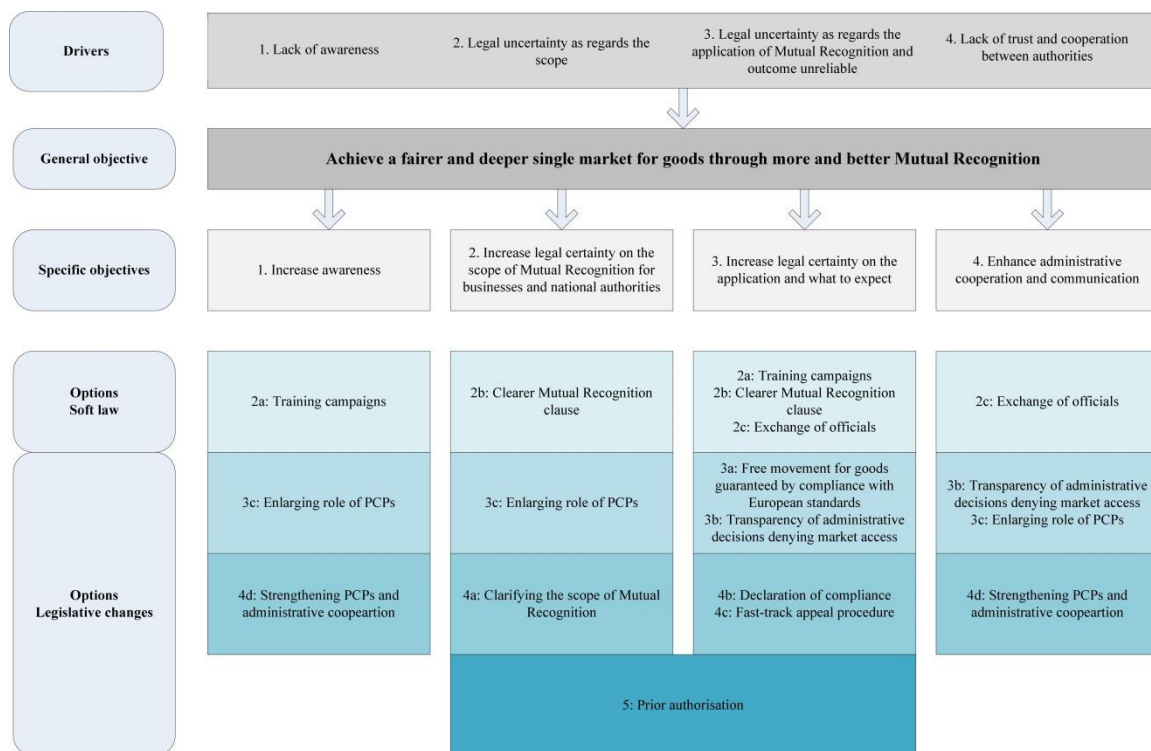 Drivers
1. Lack of awareness
2. Legal uncertainty as regards the
scope
3. Legal uncertainty as regards the
application of Mutual Recognition and
outcome unreliable
4. Lack of trust and cooperation
between authorities
General objective
Achieve a fairer and deeper single market for goods through more and better Mutual Recognition
Specific objectives
1. Increase awareness
2. Increase legal certainty on the
scope of Mutual Recognition for
businesses and national authorities
3. Increase legal certainty on the
application and what to expect
4. Enhance administrative
cooperation and communication
Options
Soft law
2a: Training campaigns
2b: Clearer Mutual Recognition
clause
2a: Training campaigns
2b: Clearer Mutual Recognition
clause
2c: Exchange of officials
2c: Exchange of officials
Options
Legislative changes
3c: Enlarging role of PCPs
3c: Enlarging role of PCPs
3a: Free movement for goods
guaranteed by compliance with
European standards
3b: Transparency of administrative
decisions denying market access
3b: Transparency of administrative
decisions denying market access
3c: Enlarging role of PCPs
4d: Strengthening PCPs and
administrative coopeartion
4a: Clarifying the scope of Mutual
Recognition
4b: Declaration of compliance
4c: Fast-track appeal procedure
4d: Strengthening PCPs and
administrative coopeartion
5: Prior authorisation